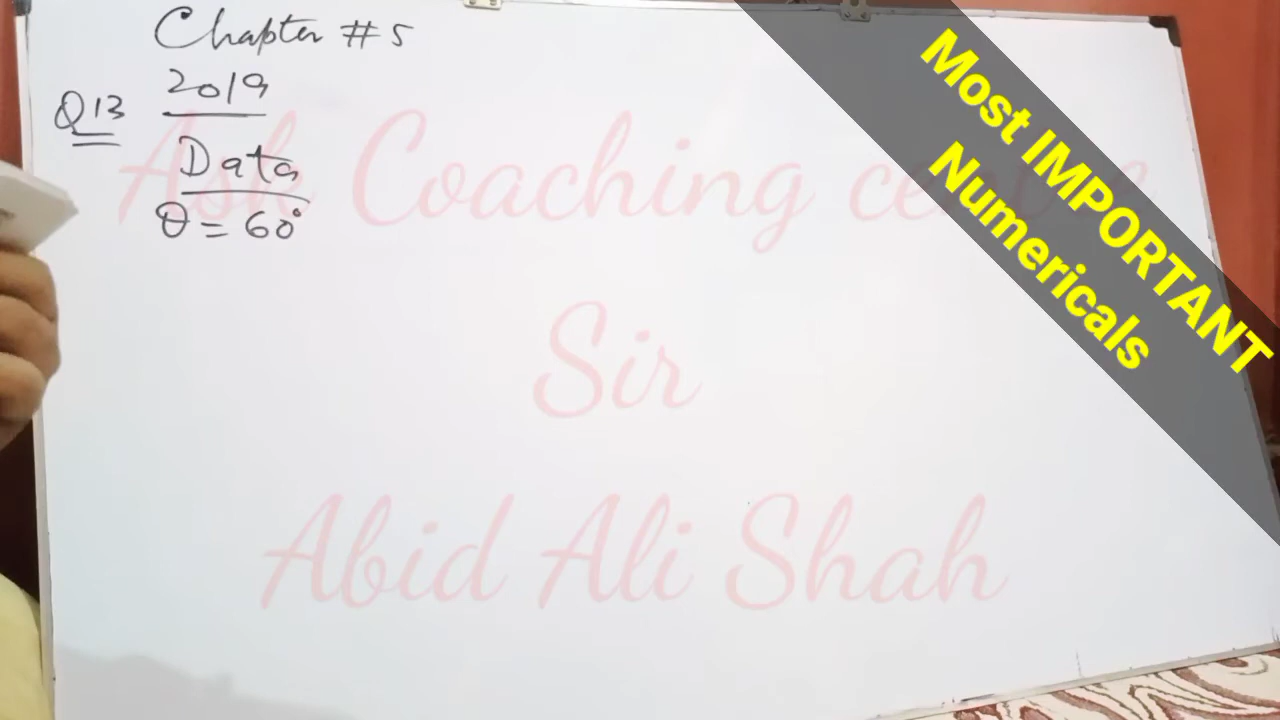 Chapter #5
2019
Q13
Data
θ = 60°
Ask Coaching centre
Sir
Abid Ali Shah
Most IMPORTANT
Numericals